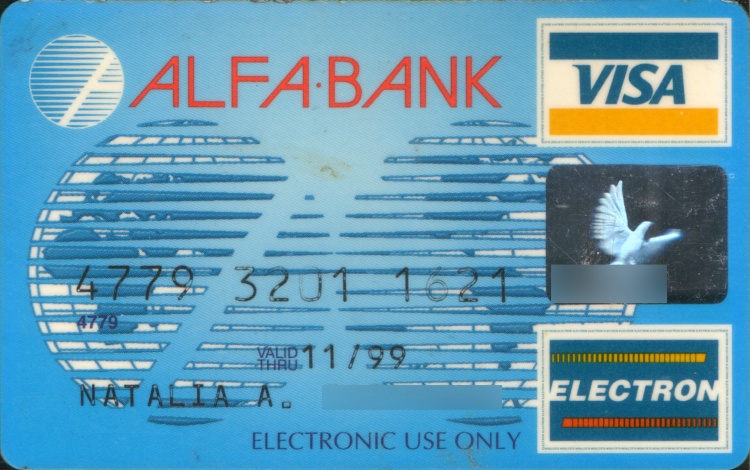 ALFA·BANK
VISA
4779 3201 1621
4779
VALID THRU 11/99
NATALIA A.
ELECTRON
ELECTRONIC USE ONLY